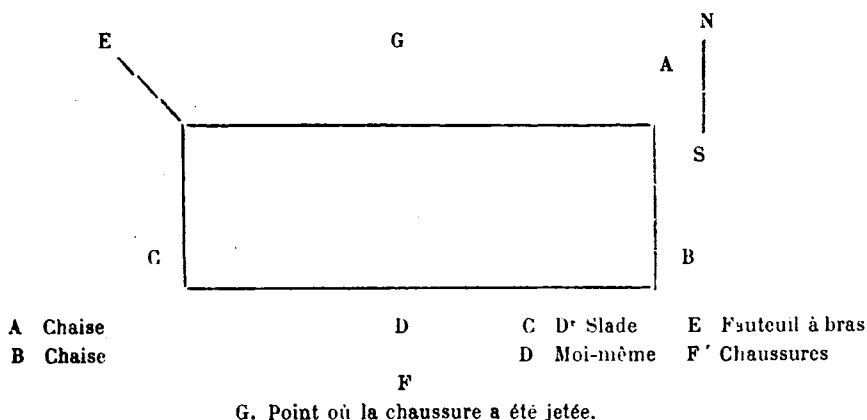 N
E G
A
S
C B
A Chaise D C Dr Slade E Fauteuil à bras
B Chaise D Moi-même F' Chaussures
F
G. Point où la chaussure a été jetée.